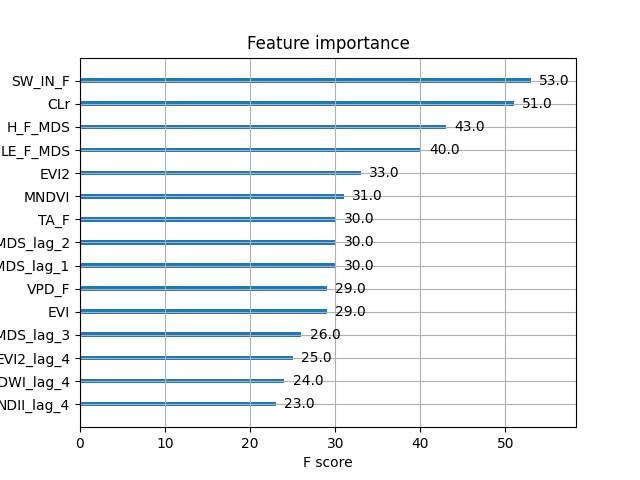 Feature importance
SW_IN_F 53.0
CLr 51.0
H_F_MDS 43.0
LE_F_MDS 40.0
EVI2 33.0
MNDVI 31.0
TA_F 30.0
MDS_lag_2 30.0
MDS_lag_1 30.0
VPD_F 29.0
EVI 29.0
MDS_lag_3 26.0
EVI2_lag_4 25.0
DWI_lag_4 24.0
NDII_lag_4 23.0
0 10 20 30 40 50
F score